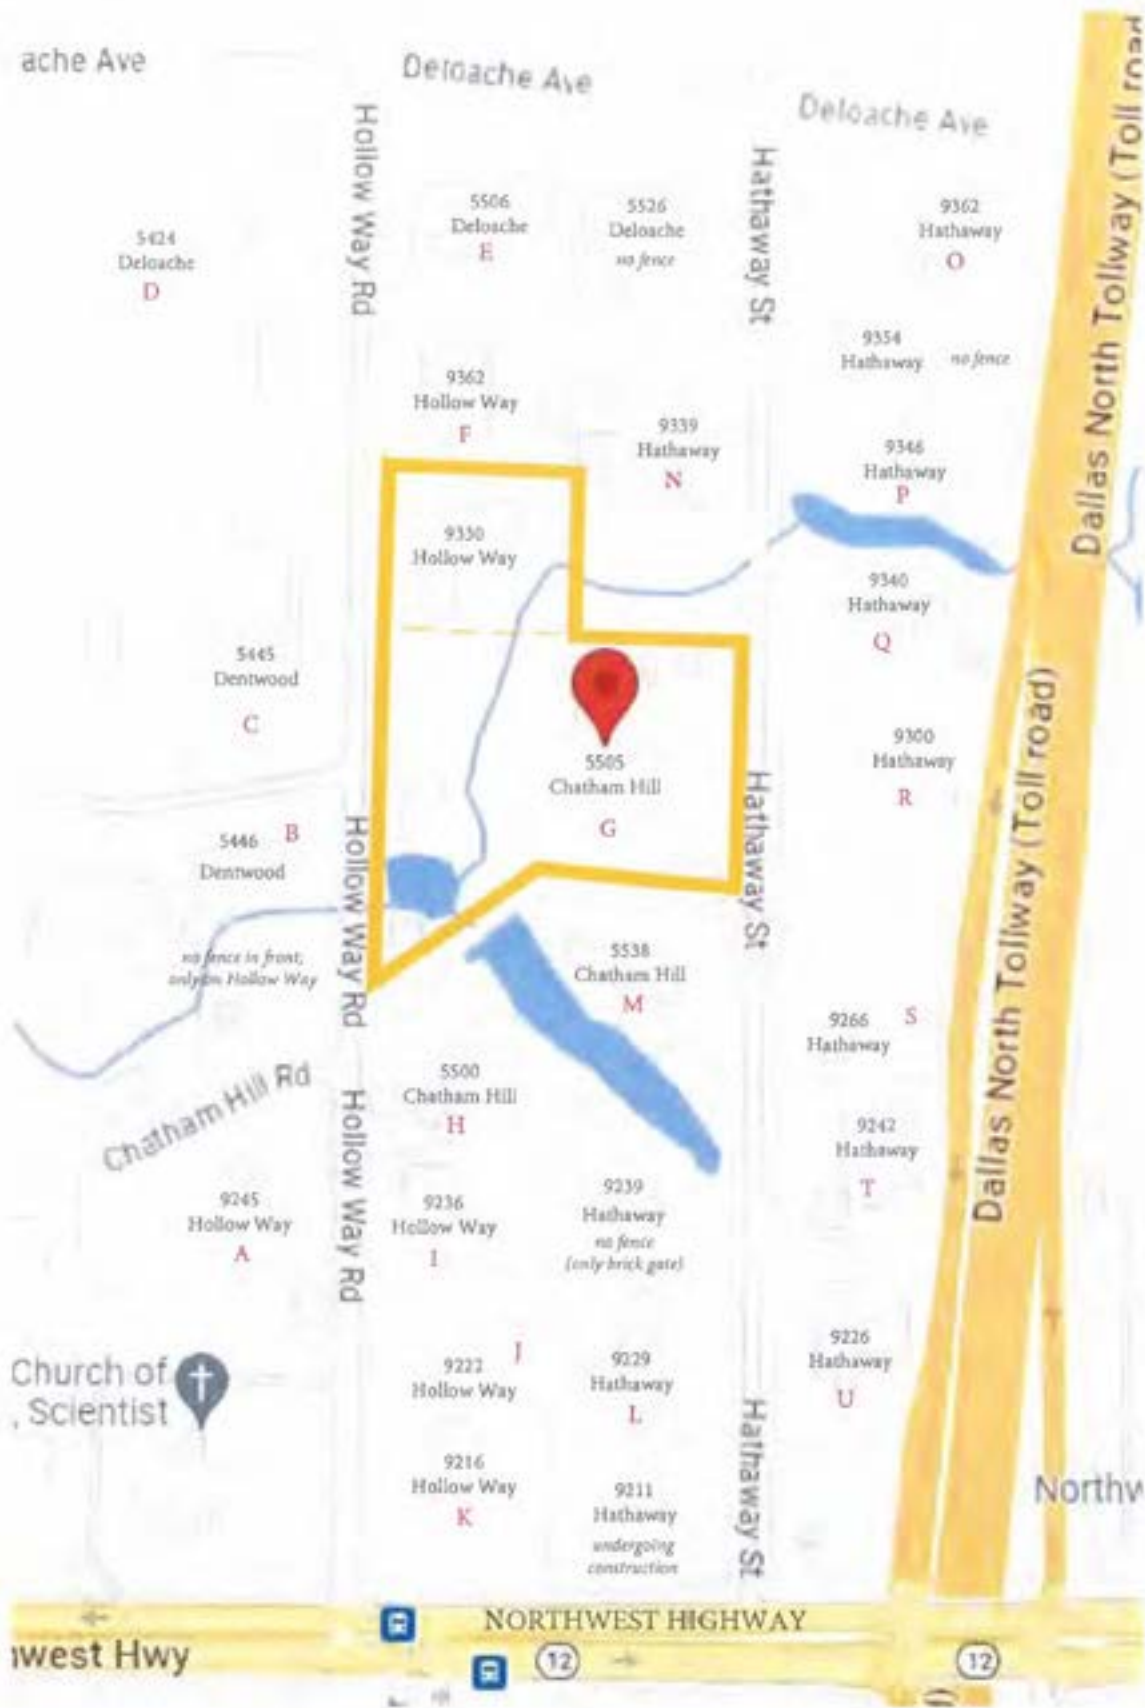 ache Ave
Deloache Ave
Deloache Ave
Hollow Way Rd
Hathaway St
Dallas North Tollway (Toll road
5424
Deloache
D
5506
Deloache
E
5526
Deloache
no fence
9362
Hathaway
O
9354
Hathaway no fence
9362
Hollow Way
F
9339
Hathaway
N
9346
Hathaway
P
9330
Hollow Way
9340
Hathaway
Q
5445
Dentwood
C
5505
Chatham Hill
G
9300
Hathaway
R
Dallas North Tollway (Toll road)
Hathaway St
Hollow Way Rd
5446 B
Dentwood
no fence in front;
only on Hollow Way
5538
Chatham Hill
M
9266 S
Hathaway
Chatham Hill Rd
5500
Chatham Hill
H
Hollow Way Rd
9242
Hathaway
T
9245
Hollow Way
A
9236
Hollow Way
I
9239
Hathaway
no fence
(only brick gate)
Church of
, Scientist
J
9222
Hollow Way
9229
Hathaway
L
9226
Hathaway
U
Hathaway St
9216
Hollow Way
K
9211
Hathaway
undergoing
construction
Northw
NORTHWEST HIGHWAY
west Hwy
12
12